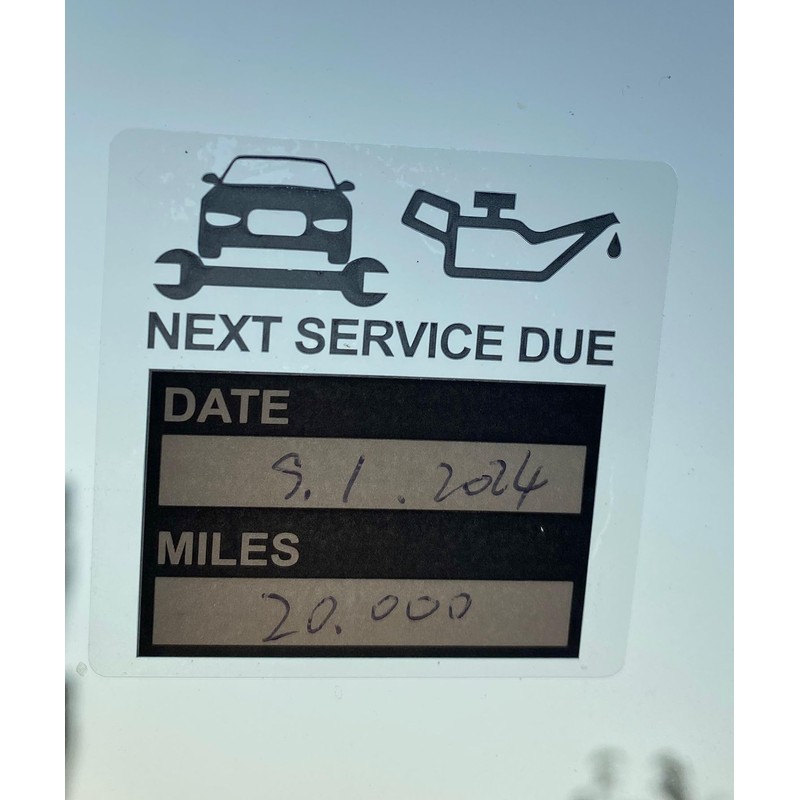 NEXT SERVICE DUE
DATE
9.1.2024
MILES
20.000